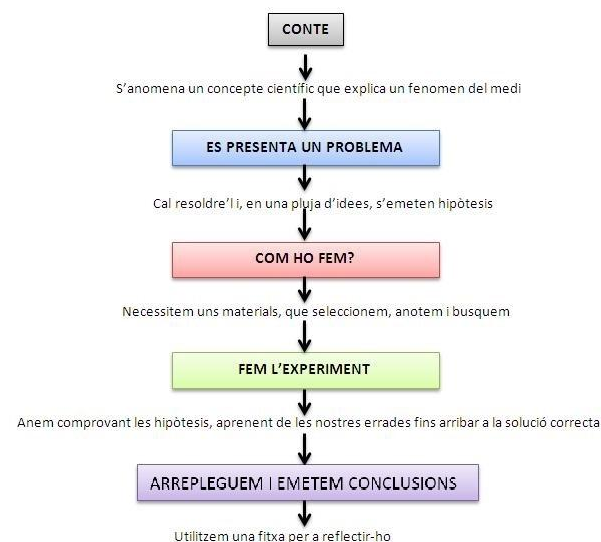 CONTE
S'anomena un concepte científic que explica un fenomen del medi
ES PRESENTA UN PROBLEMA
Cal resoldre'l i, en una pluja d'idees, s'emeten hipòtesis
COM HO FEM?
Necessitem uns materials, que seleccionem, anotem i busquem
FEM L'EXPERIMENT
Anem comprovant les hipòtesis, aprenent de les nostres errades fins arribar a la solució correcta
ARREPLEGUEM I EMETEM CONCLUSIONS
Utilitzem una fitxa per a reflectir-ho